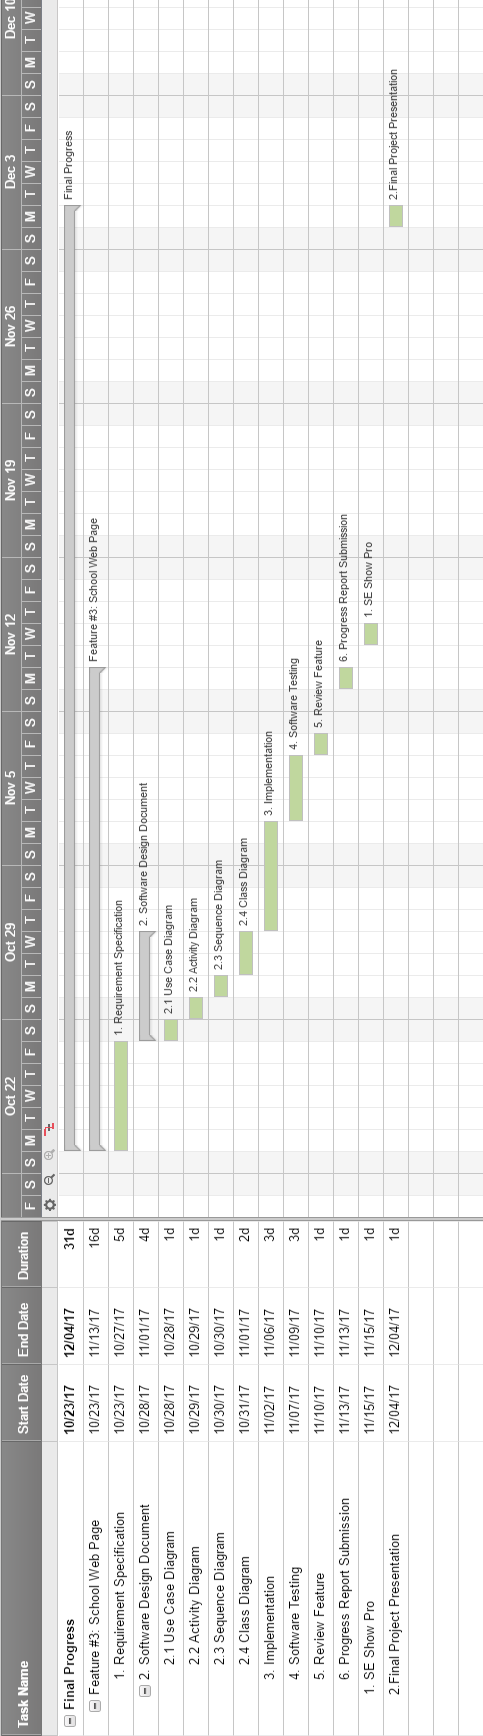 Oct 22 Oct 29 Nov 5 Nov 12 Nov 19 Nov 26 Dec 3 Dec 10
Task Name Start Date End Date Duration
F S S M T W T F S S M T W T F S S M T W T F S S M T W T F S S M T W T F S S M T W T F S S M T W T F S S M T W
Final Progress 10/23/17 12/04/17 31d Final Progress
Feature #3: School Web Page 10/23/17 11/13/17 16d Feature #3: School Web Page
1. Requirement Specification 10/23/17 10/27/17 5d 1. Requirement Specification
2. Software Design Document 10/28/17 11/01/17 4d 2. Software Design Document
2.1 Use Case Diagram 10/28/17 10/28/17 1d 2.1 Use Case Diagram
2.2 Activity Diagram 10/29/17 10/29/17 1d 2.2 Activity Diagram
2.3 Sequence Diagram 10/30/17 10/30/17 1d 2.3 Sequence Diagram
2.4 Class Diagram 10/31/17 11/01/17 2d 2.4 Class Diagram
3. Implementation 11/02/17 11/06/17 3d 3. Implementation
4. Software Testing 11/07/17 11/09/17 3d 4. Software Testing
5. Review Feature 11/10/17 11/10/17 1d 5. Review Feature
6. Progress Report Submission 11/13/17 11/13/17 1d 6. Progress Report Submission
1. SE Show Pro 11/15/17 11/15/17 1d 1. SE Show Pro
2.Final Project Presentation 12/04/17 12/04/17 1d 2.Final Project Presentation